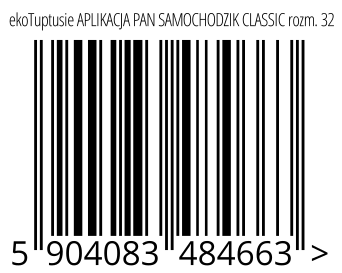 ekoTuptusie APLIKACJA PAN SAMOCHODZIK CLASSIC rozm. 32
5 904083 484663 >